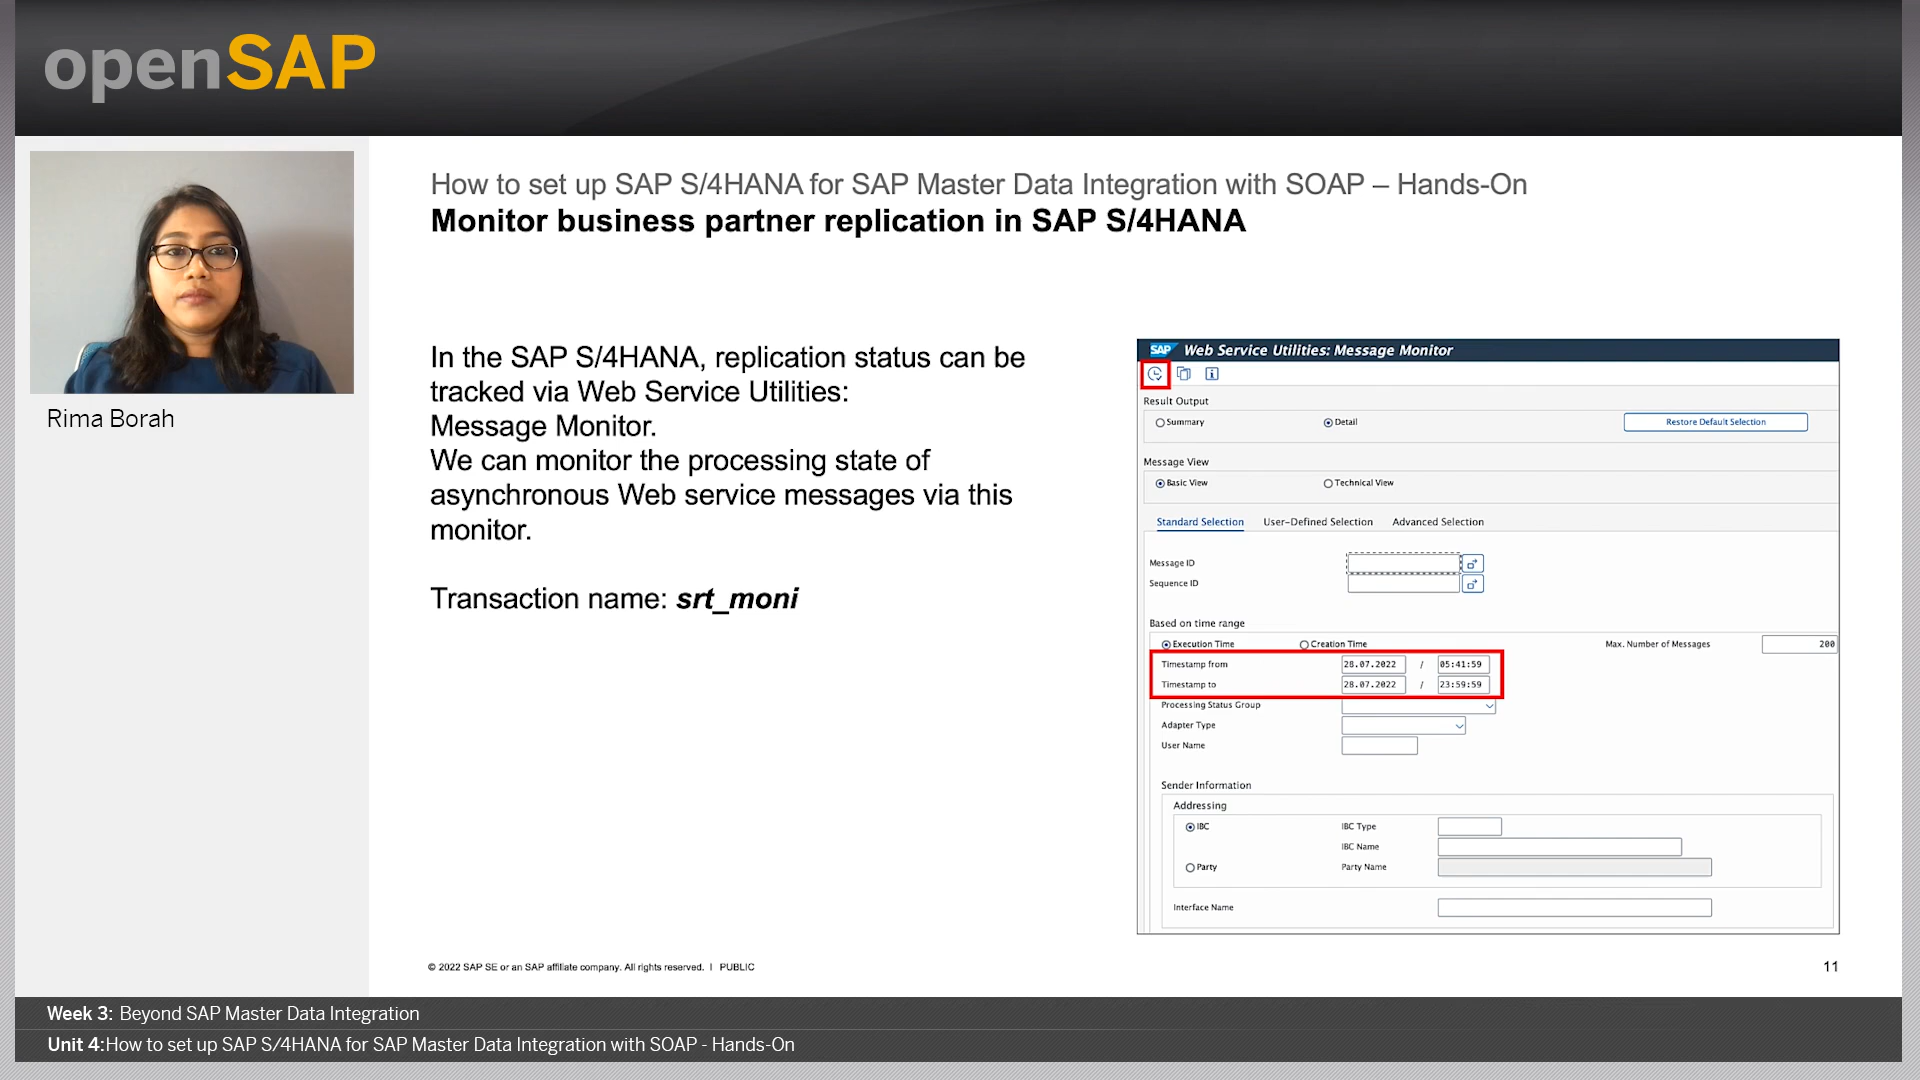 openSAP
Rima Borah
How to set up SAP S/4HANA for SAP Master Data Integration with SOAP – Hands-On
Monitor business partner replication in SAP S/4HANA
In the SAP S/4HANA, replication status can be
tracked via Web Service Utilities:
Message Monitor.
We can monitor the processing state of
asynchronous Web service messages via this
monitor.
Transaction name: srt_moni
SAP Web Service Utilities: Message Monitor
Result Output
Summary Detail Restore Default Selection
Message View
Basic View Technical View
Standard Selection User-Defined Selection Advanced Selection
Message ID
Sequence ID
Based on time range
Execution Time Creation Time Max. Number of Messages 200
Timestamp from 28.07.2022 / 05:41:59
Timestamp to 28.07.2022 / 23:59:59
Processing Status Group
Adapter Type
User Name
Sender Information
Addressing
IBC IBC Type
IBC Name
Party Party Name
Interface Name
© 2022 SAP SE or an SAP affiliate company. All rights reserved. | PUBLIC
11
Week 3: Beyond SAP Master Data Integration
Unit 4:How to set up SAP S/4HANA for SAP Master Data Integration with SOAP - Hands-On